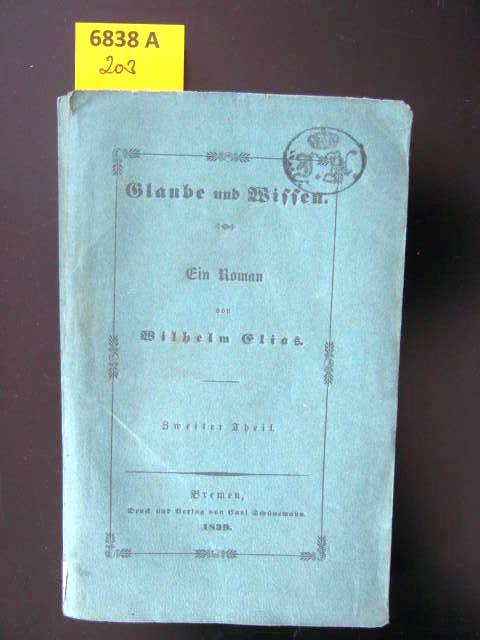 6838 A
203
Glaube und Wissen.
Ein Roman
von
Wilhelm Elias.
Zweiter Theil.
Bremen,
Druck und Verlag von Carl Schünemann.
1839.